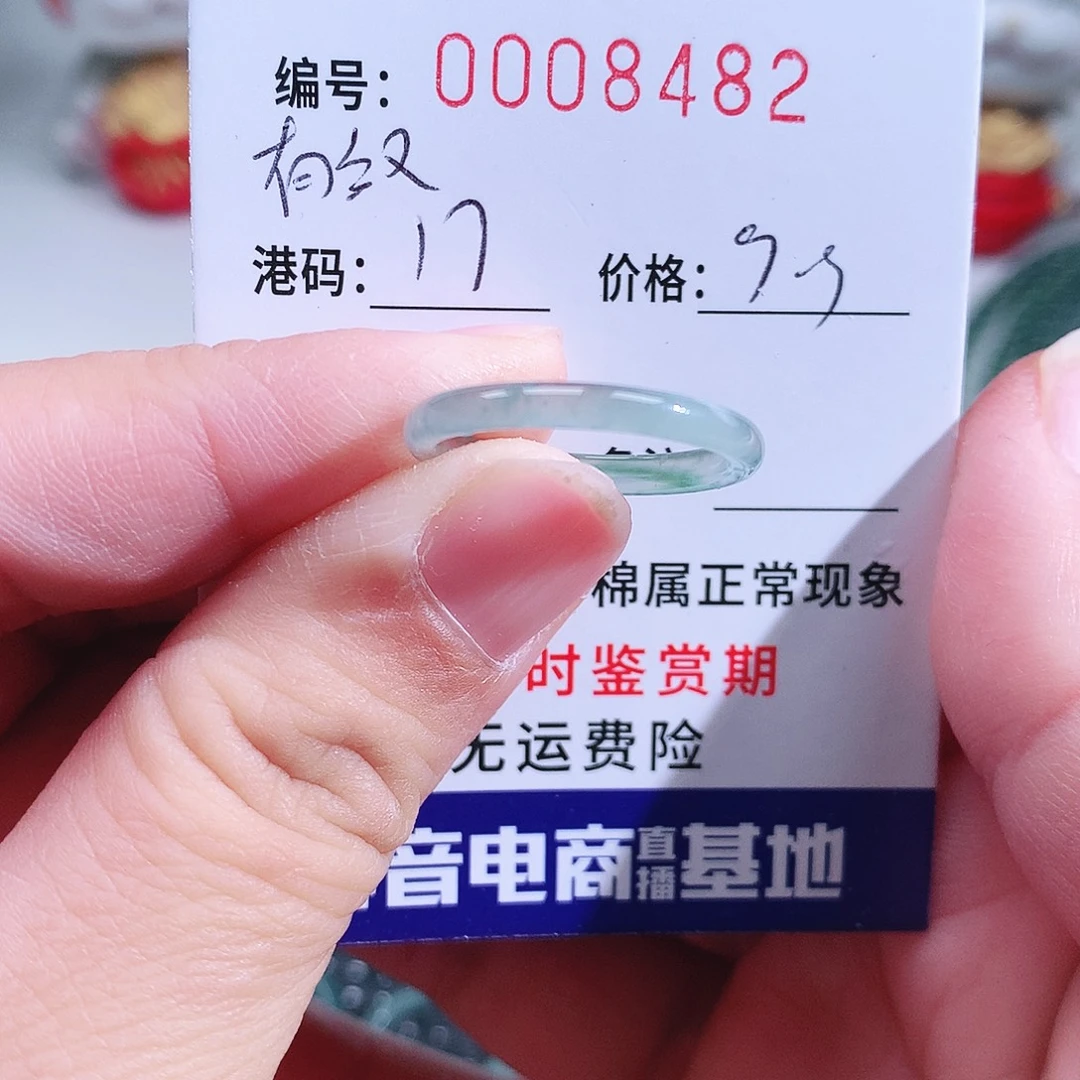 编号: 0008482
有纹
港码: 17 价格:
棉属正常现象
时鉴赏期
无运费险
音电商直播基地